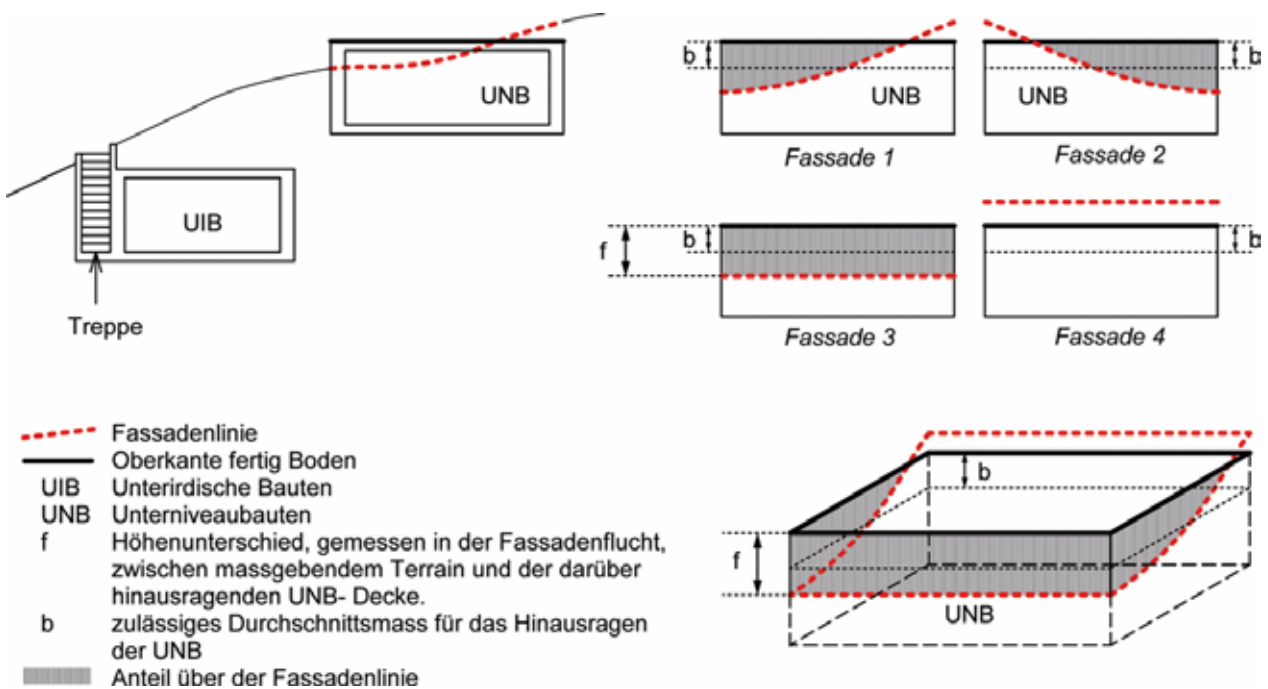 UNB
UIB
Treppe
b
UNB
Fassade 1
b
UNB
Fassade 2
f
b
Fassade 3
b
Fassade 4
Fassadenlinie
Oberkante fertig Boden
UIB Unterirdische Bauten
UNB Unterniveaubauten
f Höhenunterschied, gemessen in der Fassadenflucht,
zwischen massgebendem Terrain und der darüber
hinausragenden UNB- Decke.
b zulässiges Durchschnittsmass für das Hinausragen
der UNB
Anteil über der Fassadenlinie
b
f
UNB